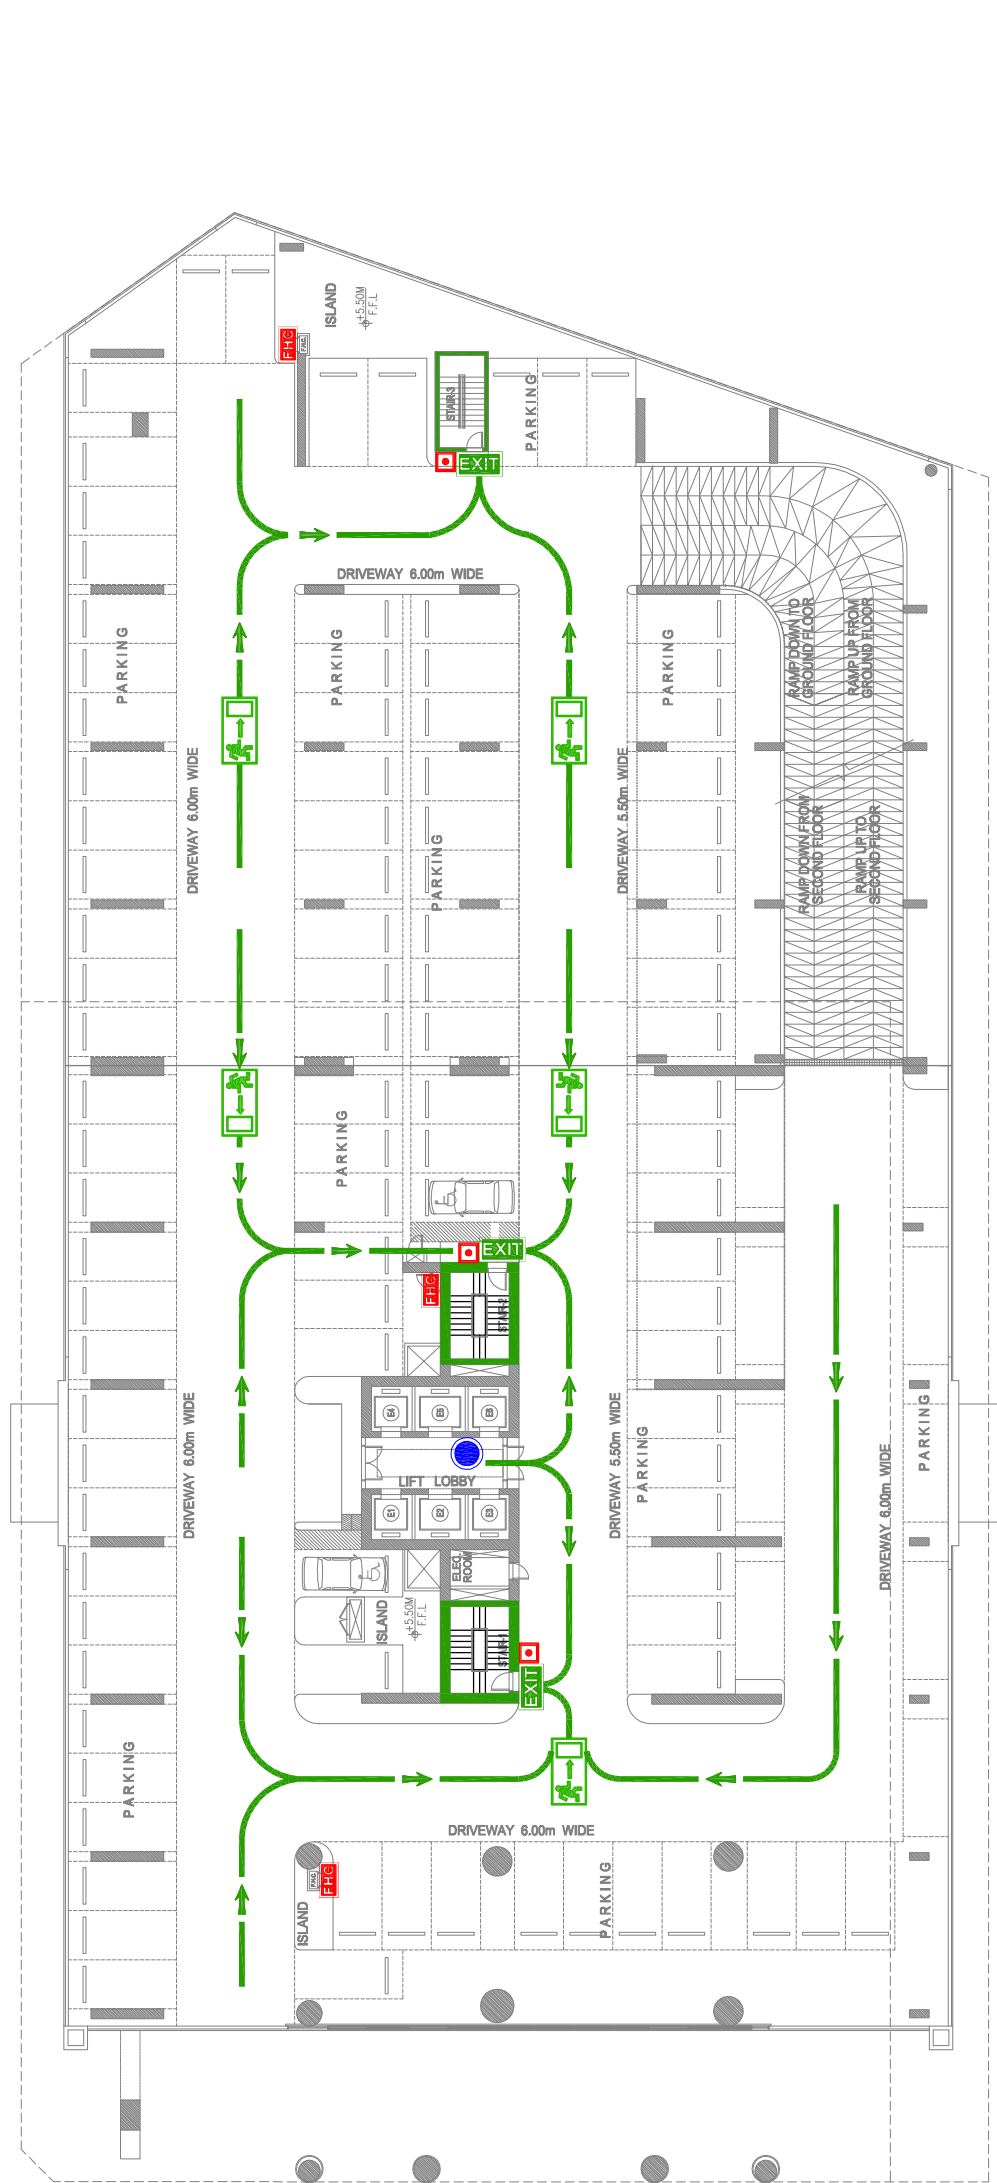 ISLAND
+5.50M
F.F.L
FHC
F.H.C.
STAIR-3
PARKING
EXIT
DRIVEWAY 6.00m WIDE
PARKING
PARKING
PARKING
RAMP DOWN TO
GROUND FLOOR
RAMP UP FROM
GROUND FLOOR
DRIVEWAY 6.00m WIDE
DRIVEWAY 5.50m WIDE
PARKING
RAMP DOWN FROM
SECOND FLOOR
RAMP UP TO
SECOND FLOOR
PARKING
EXIT
FHC
STAIR-2
E4
E5
E6
LIFT LOBBY
E1
E2
E3
DRIVEWAY 6.00m WIDE
DRIVEWAY 5.50m WIDE
PARKING
DRIVEWAY 6.00m WIDE
PARKING
ELEC.
ROOM
ISLAND
+5.50M
F.F.L
STAIR-1
EXIT
PARKING
DRIVEWAY 6.00m WIDE
FHC
F.H.C.
ISLAND
PARKING